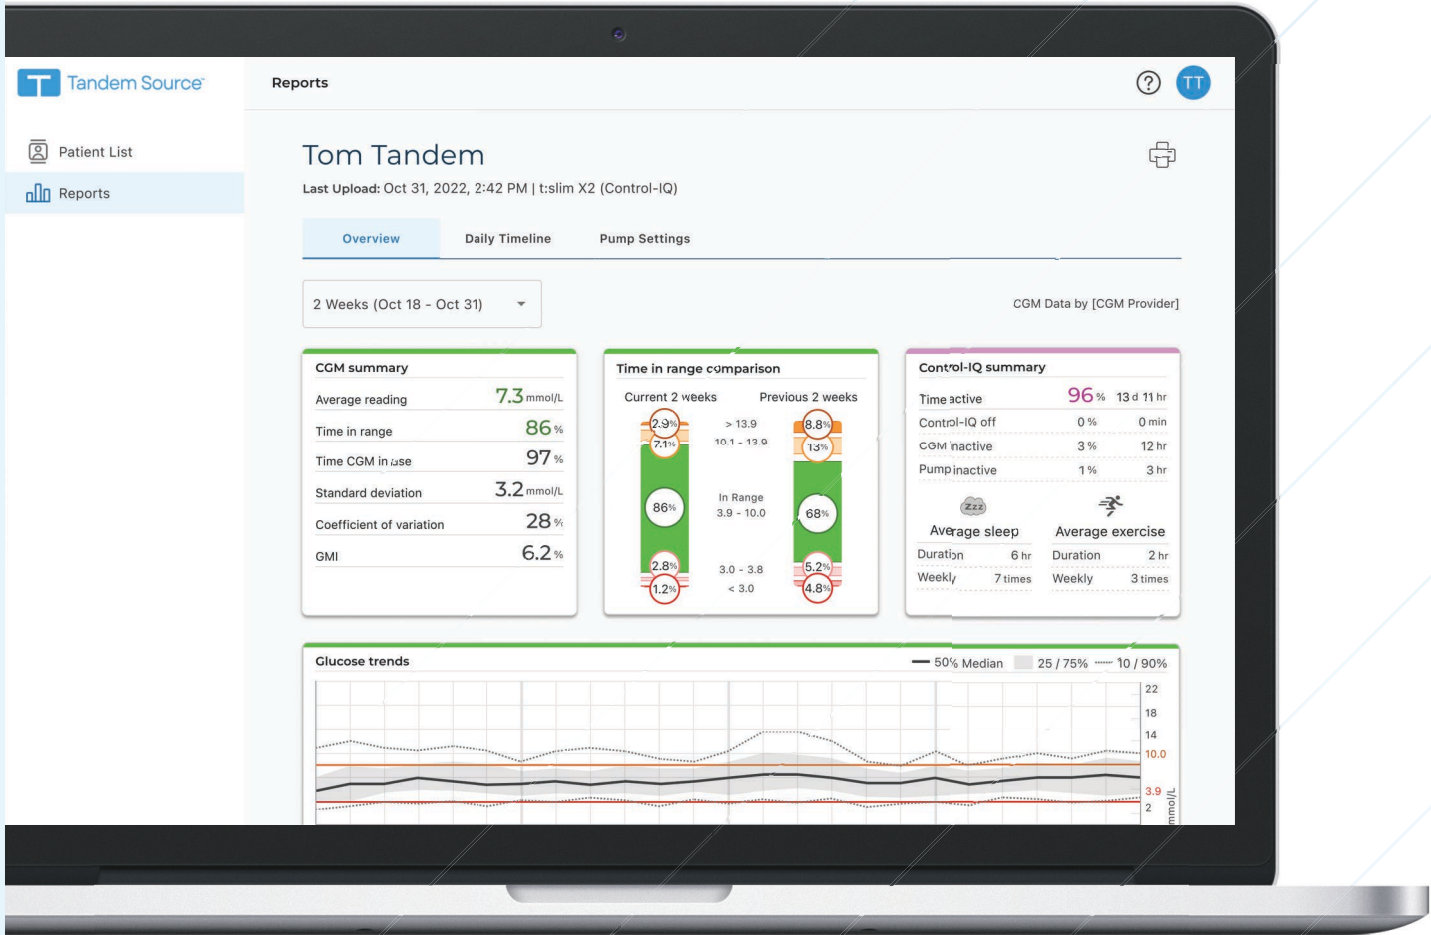 Tandem Source
Reports
TT
Patient List
Reports
Tom Tandem
Last Upload: Oct 31, 2022, 2:42 PM | t:slim X2 (Control-IQ)
Overview Daily Timeline Pump Settings
2 Weeks (Oct 18 - Oct 31)
CGM Data by [CGM Provider]
CGM summary
Average reading 7.3 mmol/L
Time in range 86 %
Time CGM in use 97 %
Standard deviation 3.2 mmol/L
Coefficient of variation 28 %
GMI 6.2 %
Time in range comparison
Current 2 weeks Previous 2 weeks
2.9% > 13.9 8.8%
7.1% 10.1 - 13.9 13%
In Range
86% 3.9 - 10.0 68%
2.8% 3.0 - 3.8 5.2%
1.2% < 3.0 4.8%
Control-IQ summary
Time active 96 % 13 d 11 hr
Control-IQ off 0 % 0 min
CGM inactive 3 % 12 hr
Pump inactive 1 % 3 hr
Zzz
Average sleep Average exercise
Duration 6 hr Duration 2 hr
Weekly 7 times Weekly 3 times
Glucose trends
50% Median 25 / 75% 10 / 90%
22
18
14
10.0
3.9
2
mmol/L